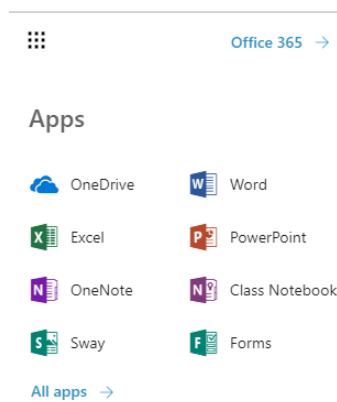 Office 365 →
Apps
OneDrive
Word
Excel
PowerPoint
OneNote
Class Notebook
Sway
Forms
All apps →